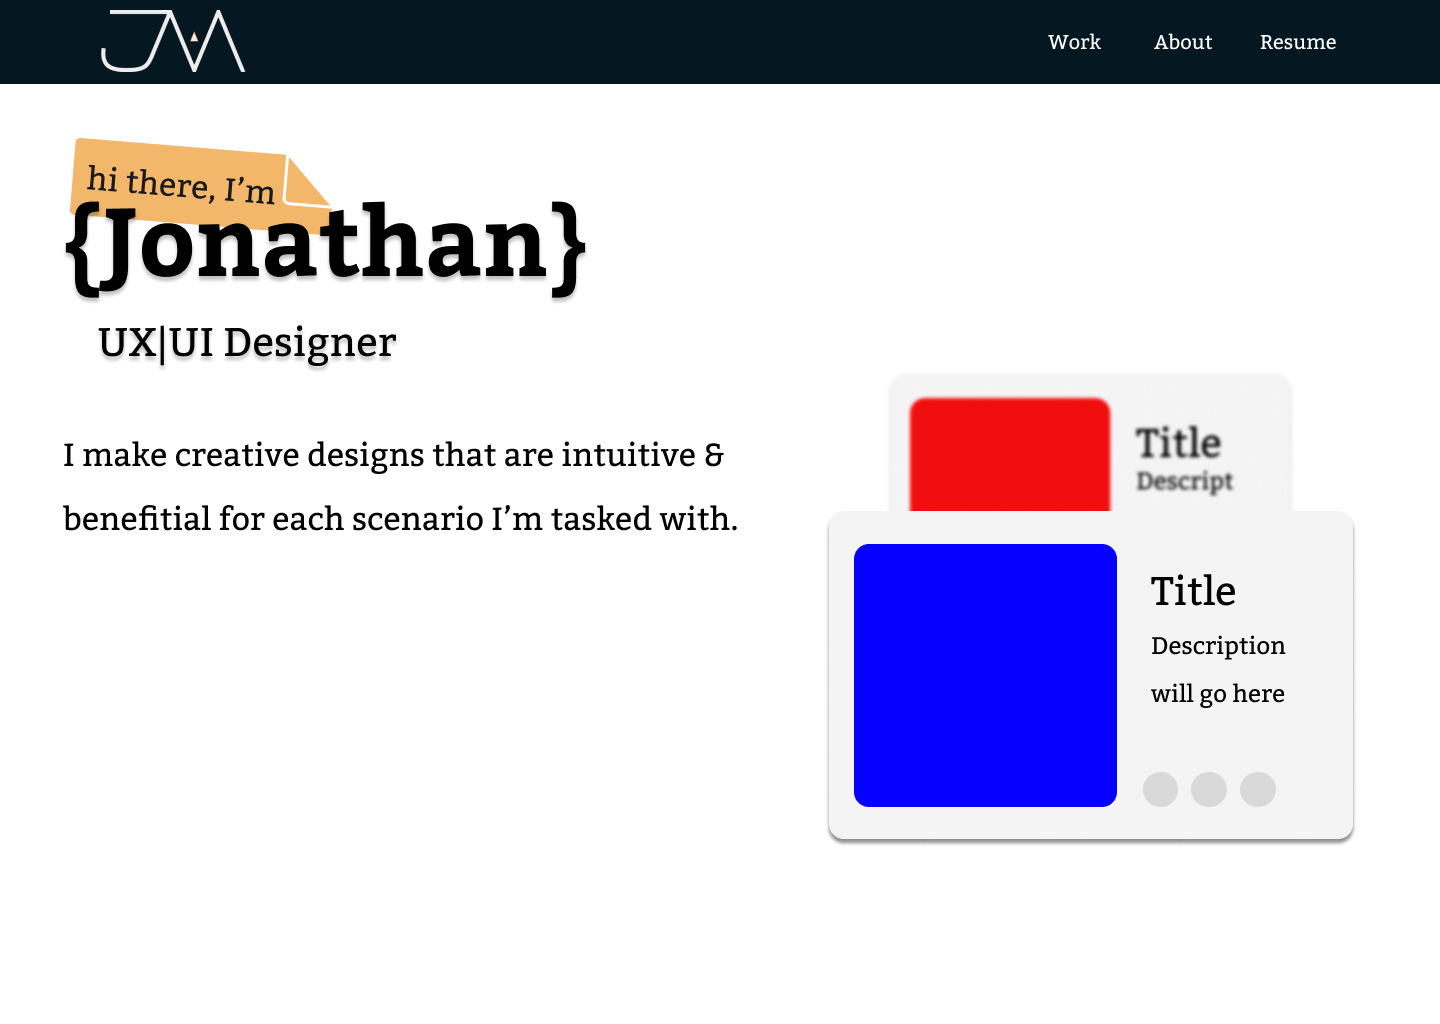 JMA
Work About Resume
hi there, I’m
{Jonathan}
UX|UI Designer
I make creative designs that are intuitive &
benefitial for each scenario I’m tasked with.
Title
Descript
Title
Description
will go here